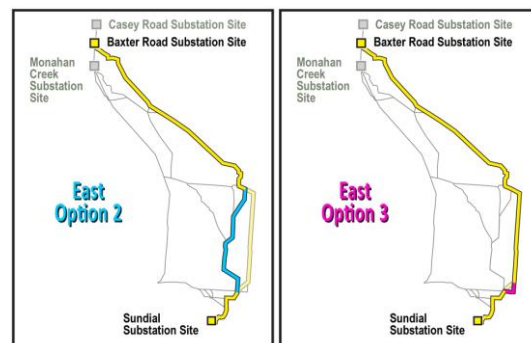 Casey Road Substation Site
Baxter Road Substation Site
Monahan
Creek
Substation
Site
East
Option 2
Sundial
Substation Site
Casey Road Substation Site
Baxter Road Substation Site
Monahan
Creek
Substation
Site
East
Option 3
Sundial
Substation Site